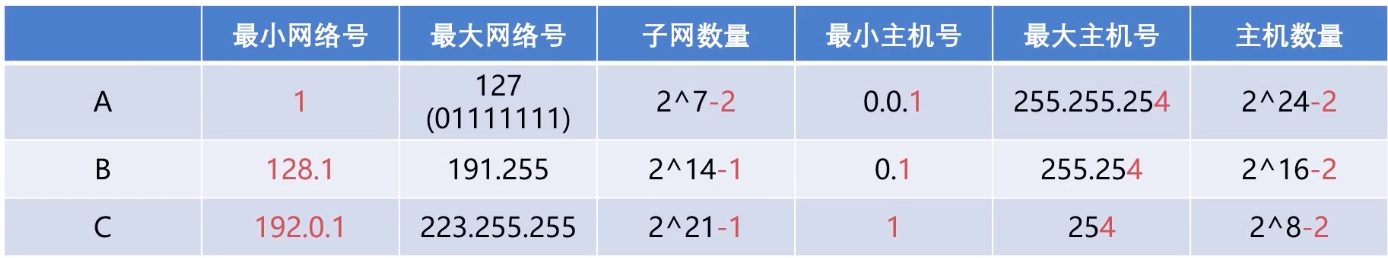 最小网络号 最大网络号 子网数量 最小主机号 最大主机号 主机数量
A 1 127 (01111111) 2^7-2 0.0.1 255.255.254 2^24-2
B 128.1 191.255 2^14-1 0.1 255.254 2^16-2
C 192.0.1 223.255.255 2^21-1 1 254 2^8-2